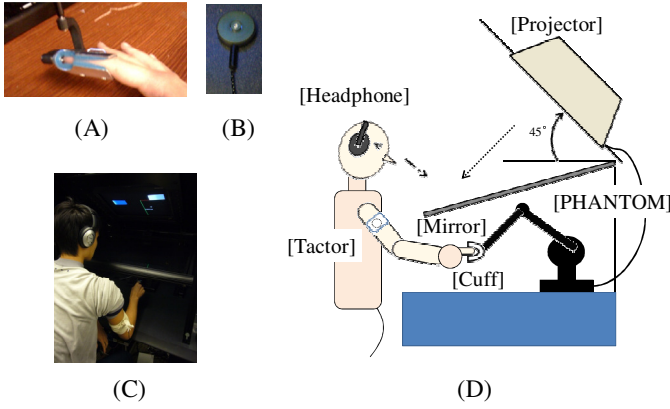 [Projector]
[Headphone]
(A)
(B)
45°
[PHANTOM]
[Mirror]
[Tactor]
[Cuff]
(C)
(D)